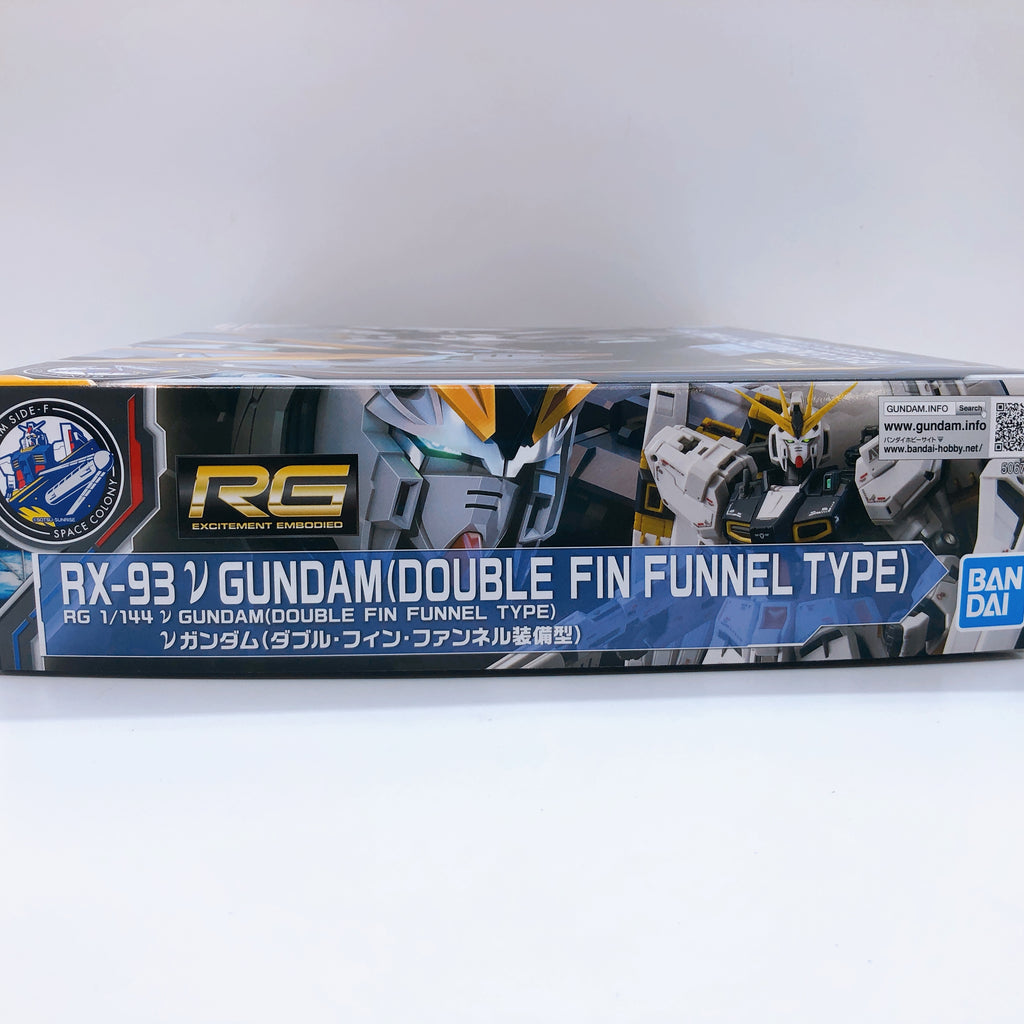 M SIDE-F
©SOTSU·SUNRISE
SPACE COLONY
RG
EXCITEMENT EMBODIED
GUNDAM.INFO Search
www.gundam.info
バンダイホビーサイト
www.bandai-hobby.net/
RX-93 ν GUNDAM(DOUBLE FIN FUNNEL TYPE)
RG 1/144 ν GUNDAM(DOUBLE FIN FUNNEL TYPE)
νガンダム(ダブル・フィン・ファンネル装備型)
BAN
DAI